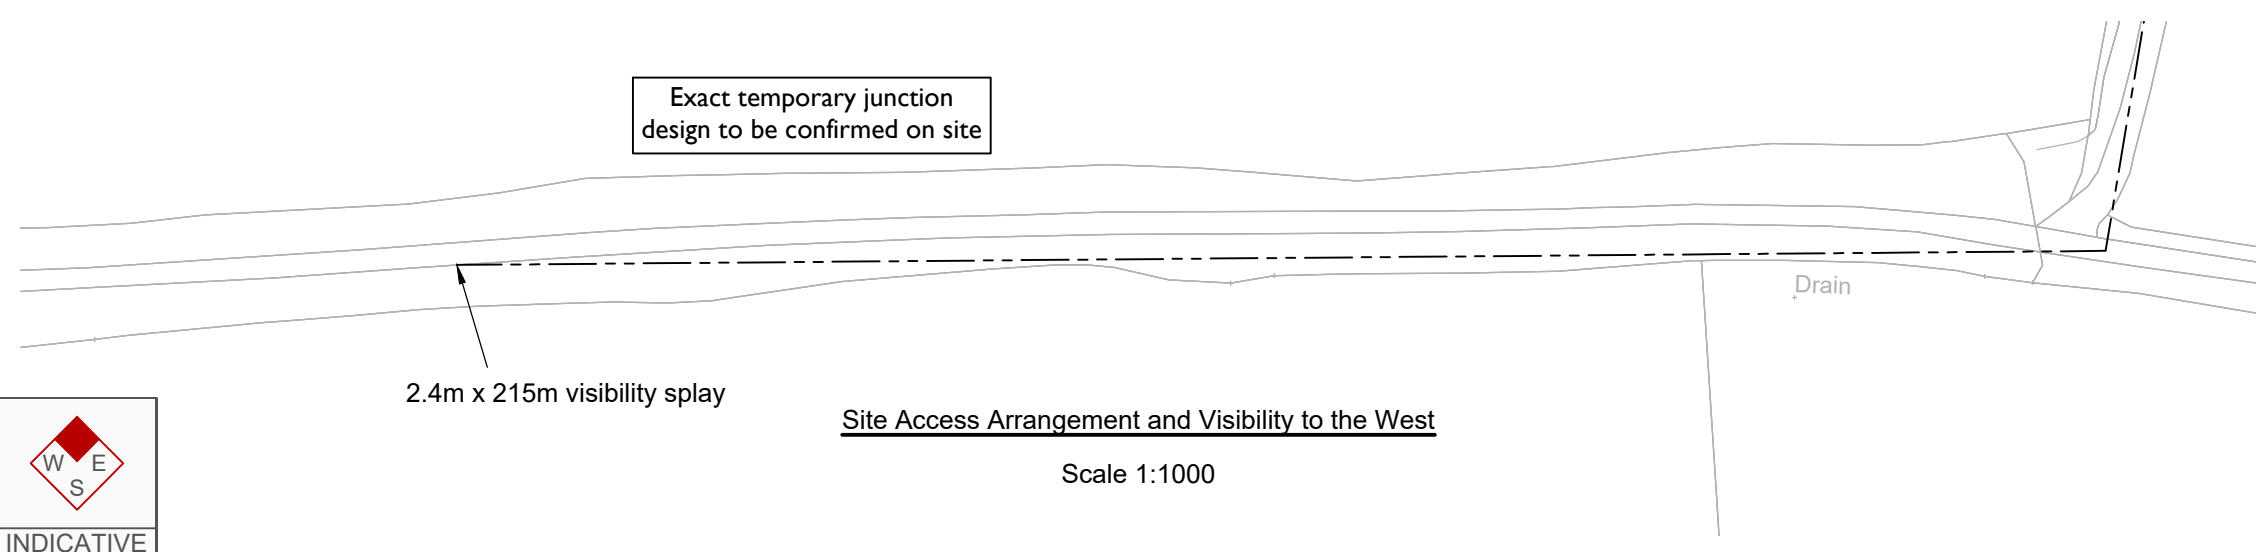 Exact temporary junction
design to be confirmed on site
Drain
2.4m x 215m visibility splay
Site Access Arrangement and Visibility to the West
Scale 1:1000
W E
S
INDICATIVE